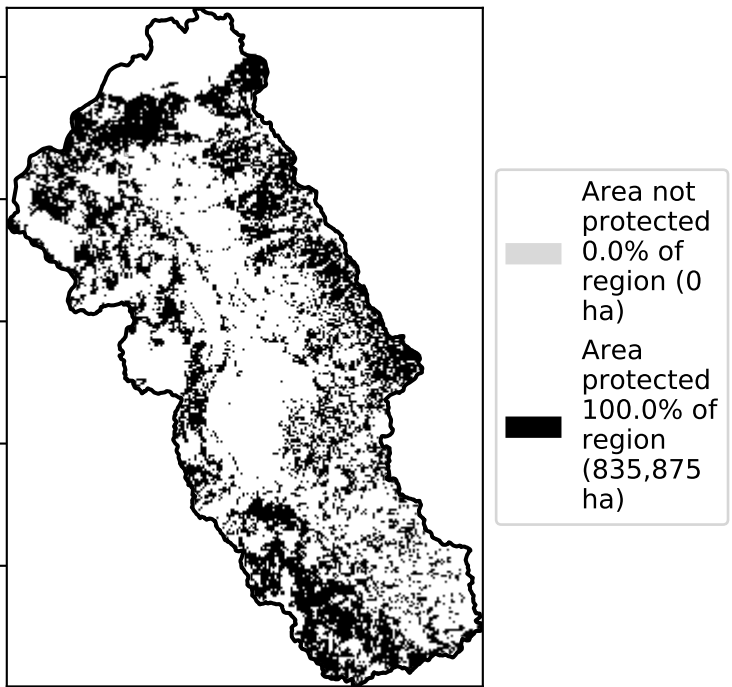 Area not
protected
0.0% of
region (0
ha)
Area
protected
100.0% of
region
(835,875
ha)